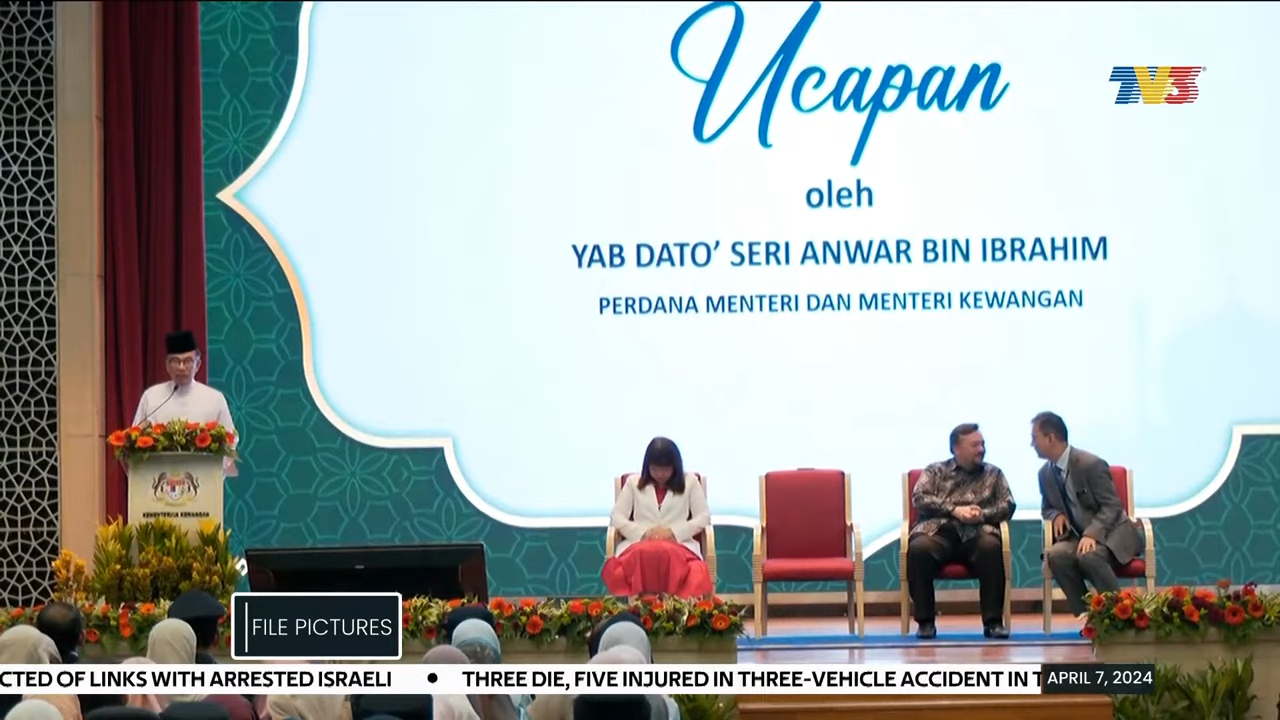 Ucapan
TV3
oleh
YAB DATO’ SERI ANWAR BIN IBRAHIM
PERDANA MENTERI DAN MENTERI KEWANGAN
KEMENTERIAN KEWANGAN
FILE PICTURES
CTED OF LINKS WITH ARRESTED ISRAELI • THREE DIE, FIVE INJURED IN THREE-VEHICLE ACCIDENT IN T
APRIL 7, 2024